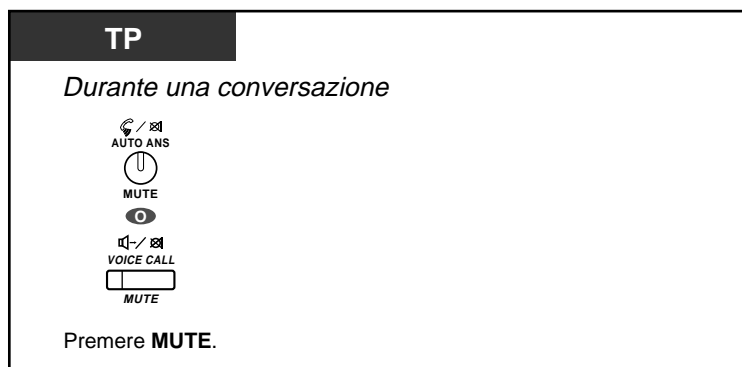 TP
Durante una conversazione
AUTO ANS
MUTE
O
VOICE CALL
MUTE
Premere MUTE.